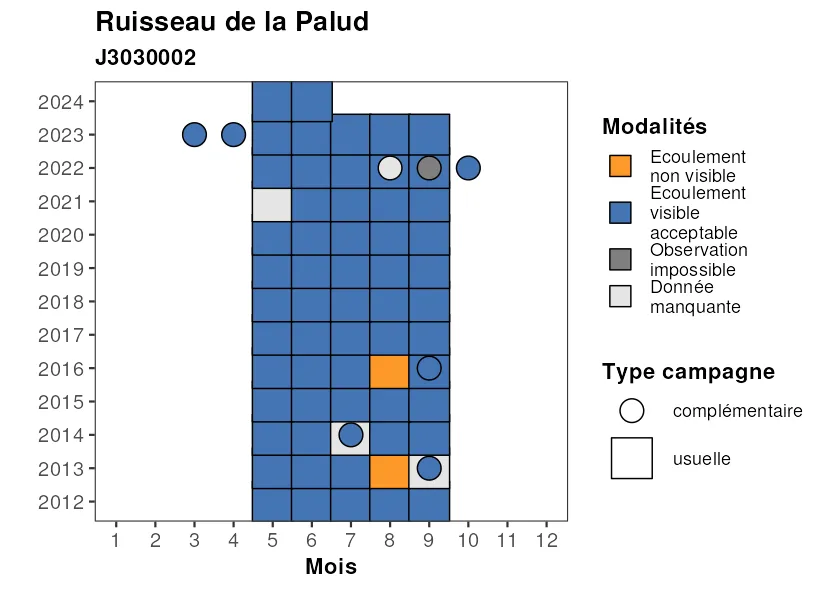 Ruisseau de la Palud
J3030002
2024
2023
2022
2021
2020
2019
2018
2017
2016
2015
2014
2013
2012
1 2 3 4 5 6 7 8 9 10 11 12
Mois
Modalités
Ecoulement
non visible
Ecoulement
visible
acceptable
Observation
impossible
Donnée
manquante
Type campagne
complémentaire
usuelle